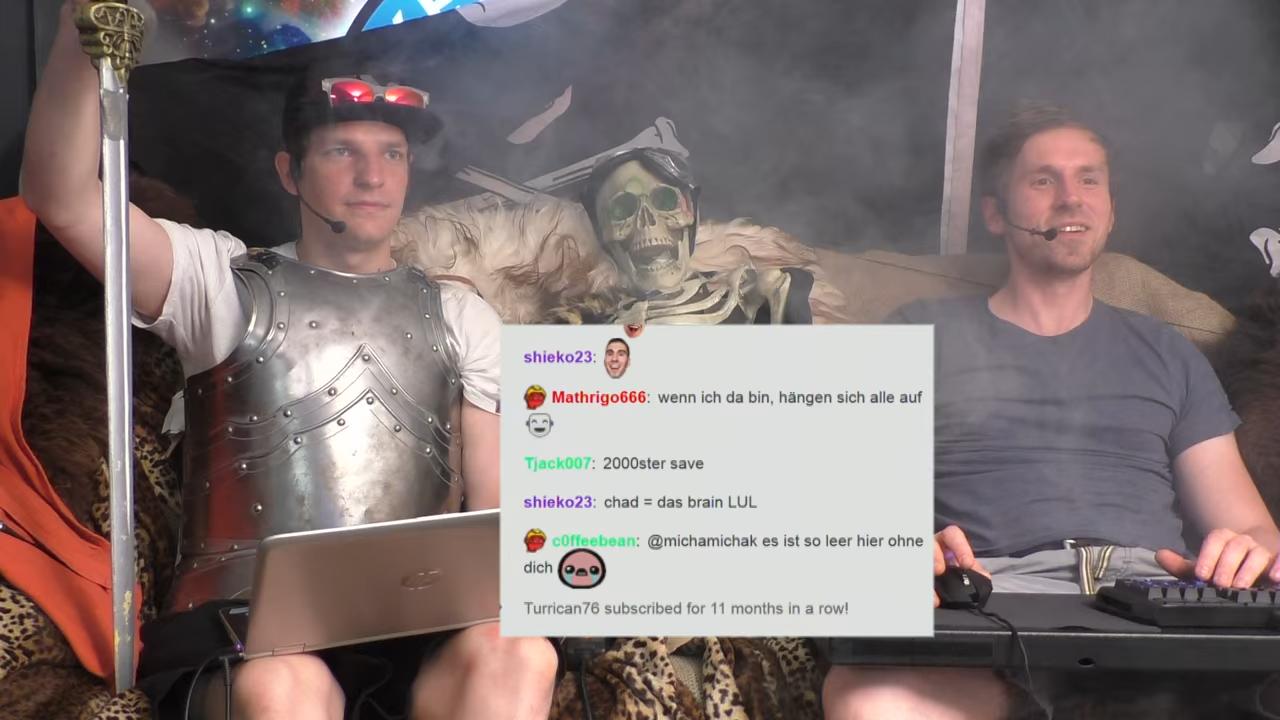 shieko23:
Mathrigo666: wenn ich da bin, hängen sich alle auf
Tjack007: 2000ster save
shieko23: chad = das brain LUL
c0ffeebean: @michamichak es ist so leer hier ohne
dich
Turrican76 subscribed for 11 months in a row!